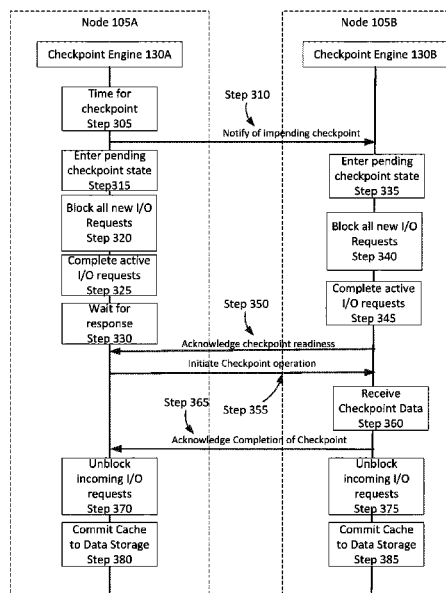 Node 105A
Node 105B
Checkpoint Engine 130A
Checkpoint Engine 130B
Time for
checkpoint
Step 305
Step 310
Notify of impending checkpoint
Enter pending
checkpoint state
Step315
Enter pending
checkpoint state
Step 335
Block all new I/O
Requests
Step 320
Block all new I/O
Requests
Step 340
Complete active
I/O requests
Step 325
Complete active
I/O requests
Step 345
Wait for
response
Step 330
Step 350
Acknowledge checkpoint readiness
Initiate Checkpoint operation
Step 355
Receive
Checkpoint Data
Step 360
Step 365
Acknowledge Completion of Checkpoint
Unblock
incoming I/O
requests
Step 370
Unblock
incoming I/O
requests
Step 375
Commit Cache
to Data Storage
Step 380
Commit Cache
to Data Storage
Step 385